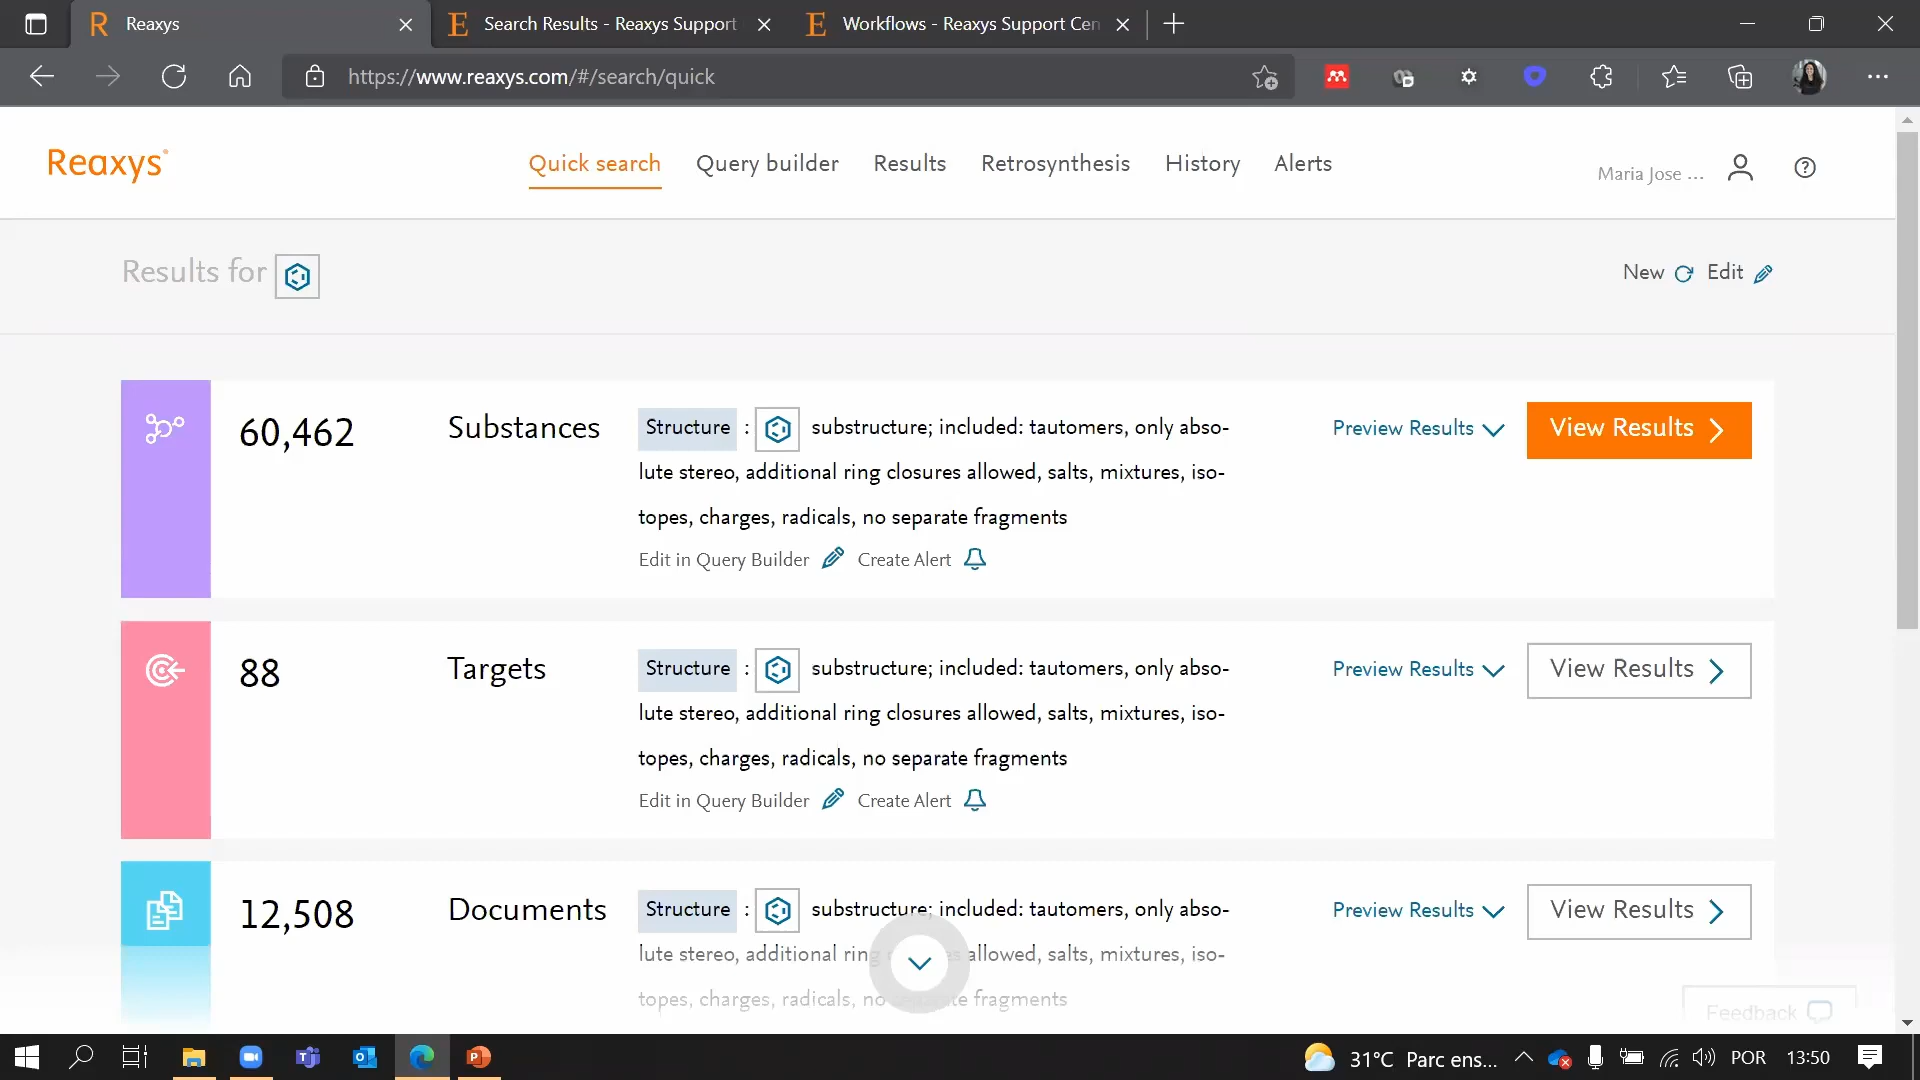 Reaxys
Search Results - Reaxys Support
Workflows - Reaxys Support Cen
https://www.reaxys.com/#/search/quick
Reaxys
Quick search
Query builder
Results
Retrosynthesis
History
Alerts
Maria Jose ...
Results for
New
Edit
60,462
Substances
Structure : substructure; included: tautomers, only abso-
lute stereo, additional ring closures allowed, salts, mixtures, iso-
topes, charges, radicals, no separate fragments
Edit in Query Builder
Create Alert
Preview Results
View Results
88
Targets
Structure : substructure; included: tautomers, only abso-
lute stereo, additional ring closures allowed, salts, mixtures, iso-
topes, charges, radicals, no separate fragments
Edit in Query Builder
Create Alert
Preview Results
View Results
12,508
Documents
Structure : substructure; included: tautomers, only abso-
lute stereo, additional ring allowed, salts, mixtures, iso-
topes, charges, radicals, no fragments
Preview Results
View Results
Feedback
31°C Parc ens...
POR
13:50